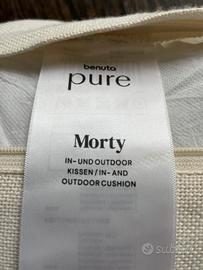 benuta
pure
Morty
IN- UND OUTDOOR
KISSEN / IN- AND
OUTDOOR CUSHION
subito